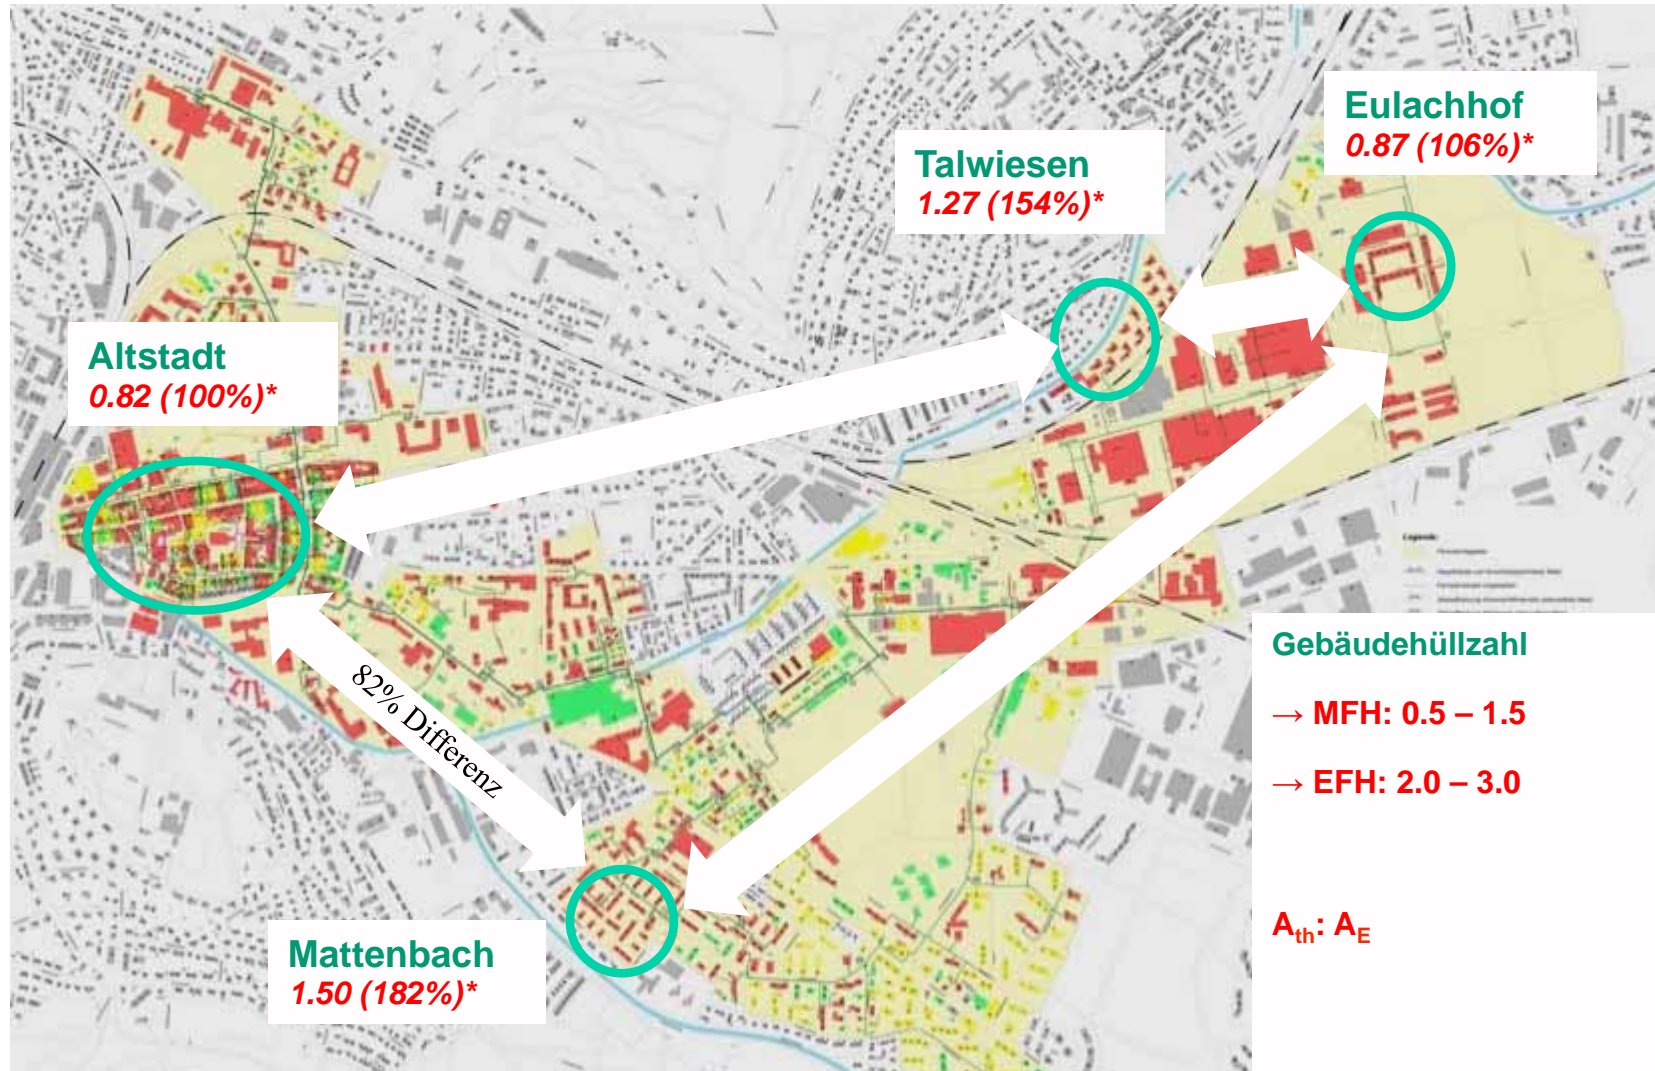 Eulachhof
0.87 (106%)*
Talwiesen
1.27 (154%)*
Altstadt
0.82 (100%)*
82% Differenz
Mattenbach
1.50 (182%)*
Legende
Gebäudehüllzahl
→ MFH: 0.5 – 1.5
→ EFH: 2.0 – 3.0
Ath: AE